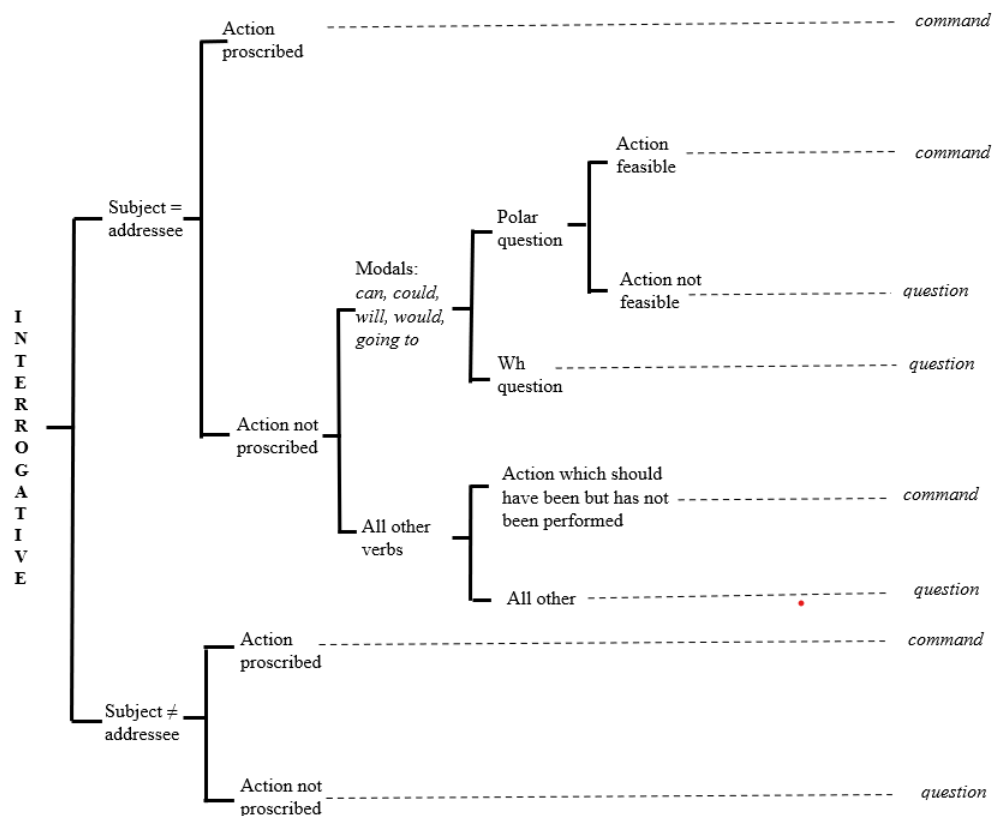 INTERROGATIVE
Subject =
addressee
Action
proscribed
command
Action not
proscribed
Modals:
can, could,
will, would,
going to
Polar
question
Action
feasible
command
Action not
feasible
question
Wh
question
question
All other
verbs
Action which should
have been but has not
been performed
command
All other
question
Subject ≠
addressee
Action
proscribed
command
Action not
proscribed
question